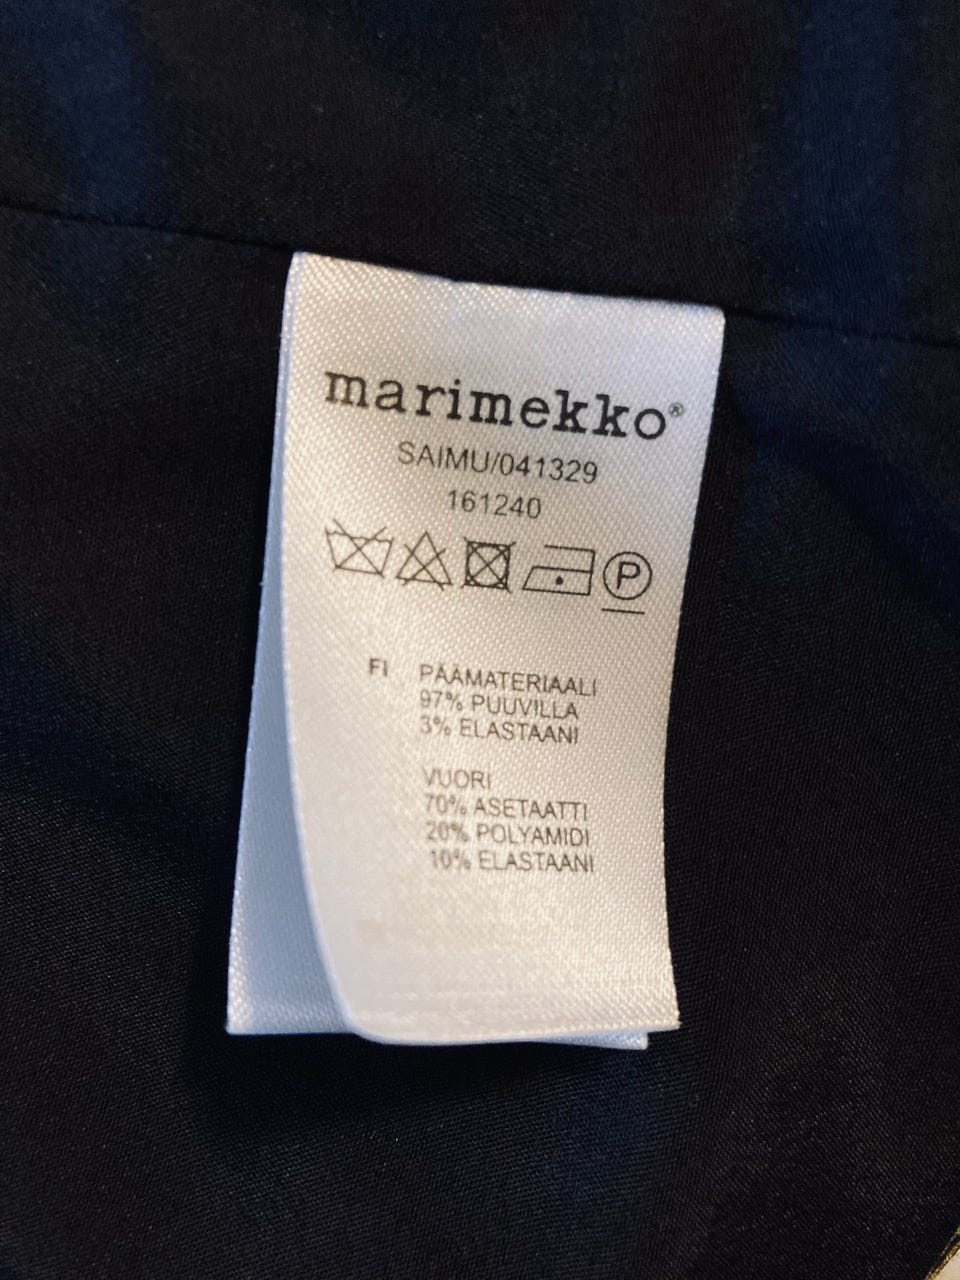 marimekko®
SAIMU/041329
161240
P
FI PÄÄMATERIAALI
97% PUUVILLA
3% ELASTAANI
VUORI
70% ASETAATTI
20% POLYAMIDI
10% ELASTAANI